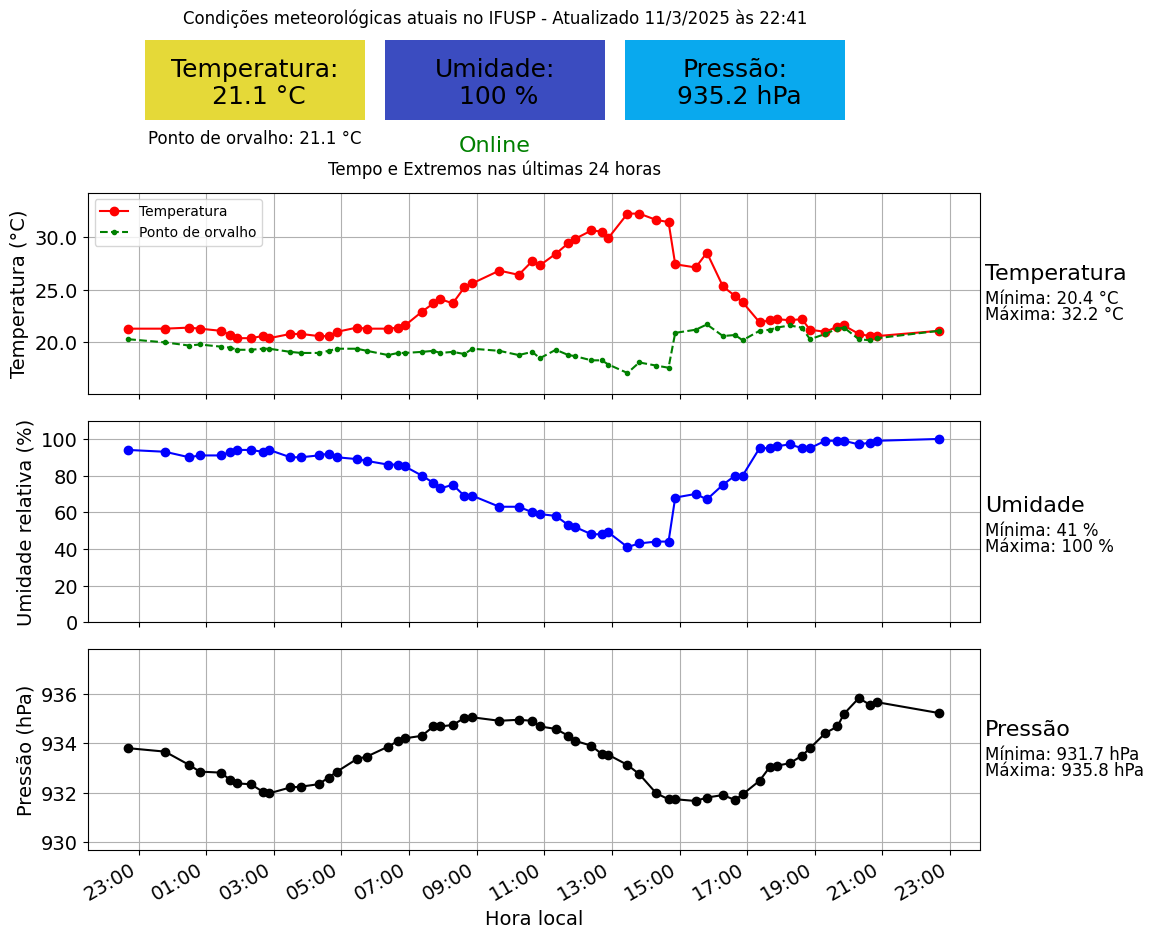 Condições meteorológicas atuais no IFUSP - Atualizado 11/3/2025 às 22:41
Temperatura:
21.1 °C
Umidade:
100 %
Pressão:
935.2 hPa
Ponto de orvalho: 21.1 °C
Online
Tempo e Extremos nas últimas 24 horas
Temperatura (°C)
30.0
25.0
20.0
Temperatura
Ponto de orvalho
Temperatura
Mínima: 20.4 °C
Máxima: 32.2 °C
Umidade relativa (%)
100
80
60
40
20
0
Umidade
Mínima: 41 %
Máxima: 100 %
Pressão (hPa)
936
934
932
930
Pressão
Mínima: 931.7 hPa
Máxima: 935.8 hPa
23:00 01:00 03:00 05:00 07:00 09:00 11:00 13:00 15:00 17:00 19:00 21:00 23:00
Hora local